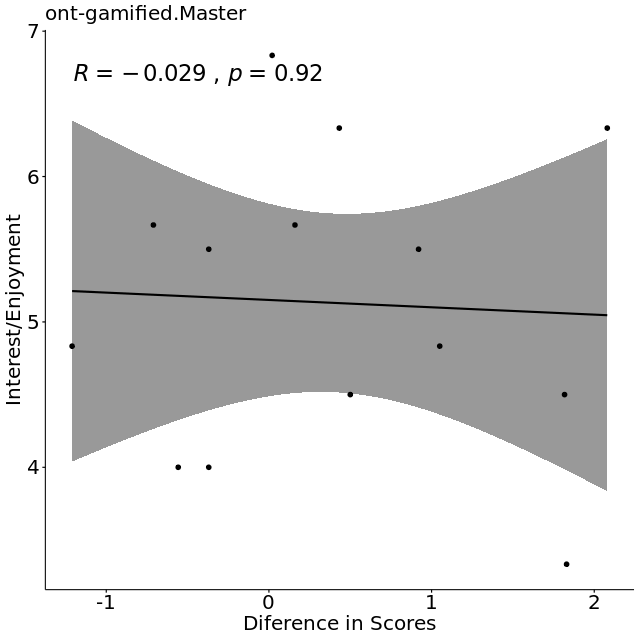 ont-gamified.Master
R = −0.029 , p = 0.92
7
6
5
4
Interest/Enjoyment
-1 0 1 2
Diference in Scores